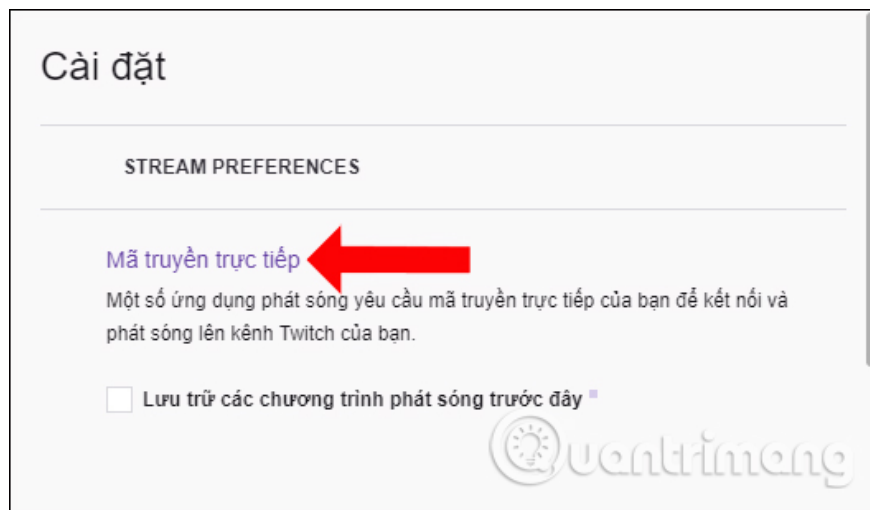 Cài đặt
STREAM PREFERENCES
Mã truyền trực tiếp
Một số ứng dụng phát sóng yêu cầu mã truyền trực tiếp của bạn để kết nối và
phát sóng lên kênh Twitch của bạn.
Lưu trữ các chương trình phát sóng trước đây
Quantrimang